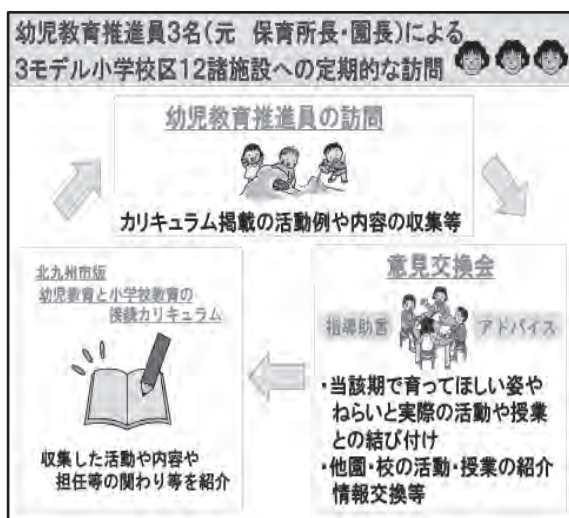 幼児教育推進員3名(元 保育所長・園長)による
3モデル小学校区12諸施設への定期的な訪問
幼児教育推進員の訪問
カリキュラム掲載の活動例や内容の収集等
意見交換会
指導助言
アドバイス
・当該期で育ってほしい姿や
ねらいと実際の活動や授業
との結び付け
・他園・校の活動・授業の紹介
情報交換等
北九州市版
幼児教育と小学校教育の
接続カリキュラム
収集した活動や内容や
担任等の関わり等を紹介